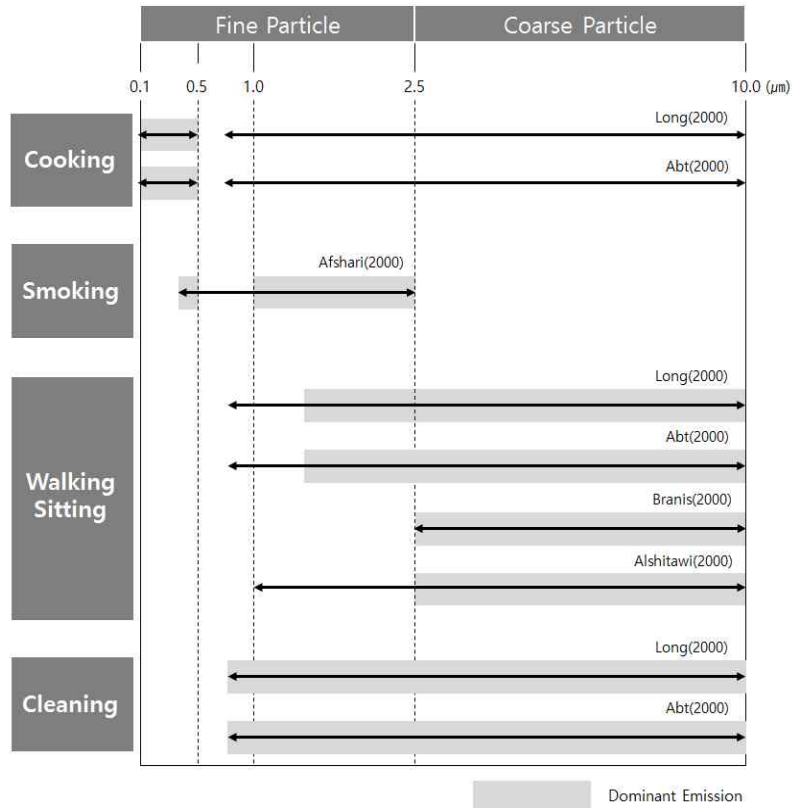 Fine Particle
Coarse Particle
0.1
0.5
1.0
2.5
10.0 (㎛)
Cooking
Long(2000)
Abt(2000)
Smoking
Afshari(2000)
Walking
Sitting
Long(2000)
Abt(2000)
Branis(2000)
Alshitawi(2000)
Cleaning
Long(2000)
Abt(2000)
Dominant Emission